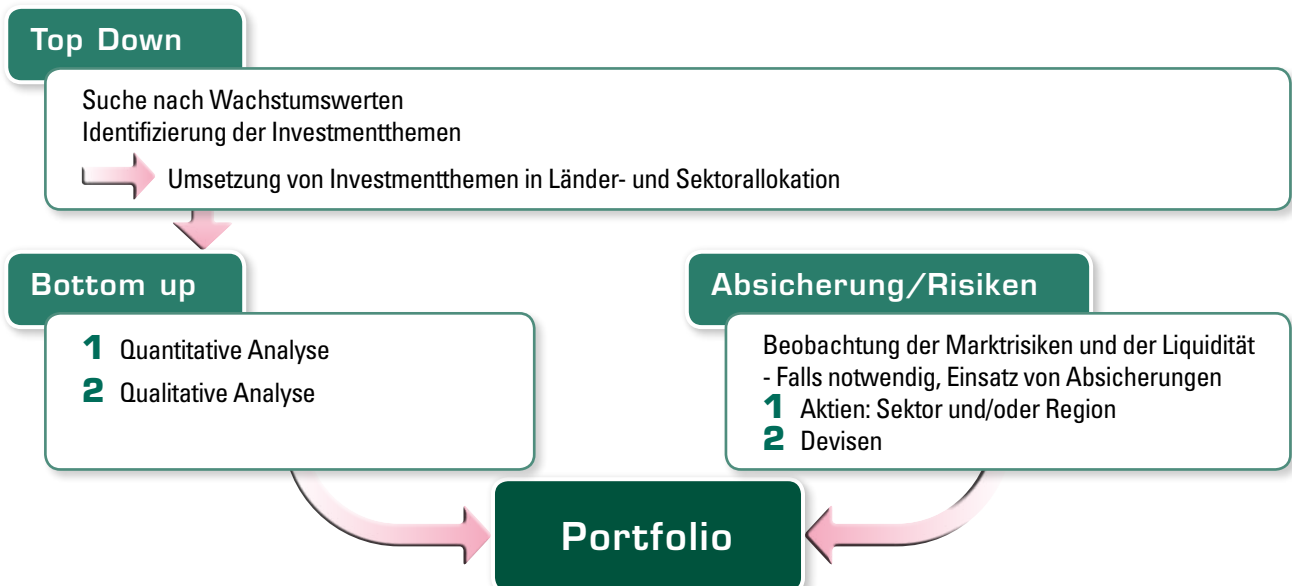 Top Down
Suche nach Wachstumswerten
Identifizierung der Investmentthemen
Umsetzung von Investmentthemen in Länder- und Sektorallokation
Bottom up
1 Quantitative Analyse
2 Qualitative Analyse
Absicherung/Risiken
Beobachtung der Marktrisiken und der Liquidität
- Falls notwendig, Einsatz von Absicherungen
1 Aktien: Sektor und/oder Region
2 Devisen
Portfolio